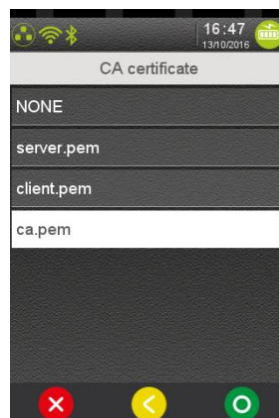 16:47
13/10/2016
CA certificate
NONE
server.pem
client.pem
ca.pem